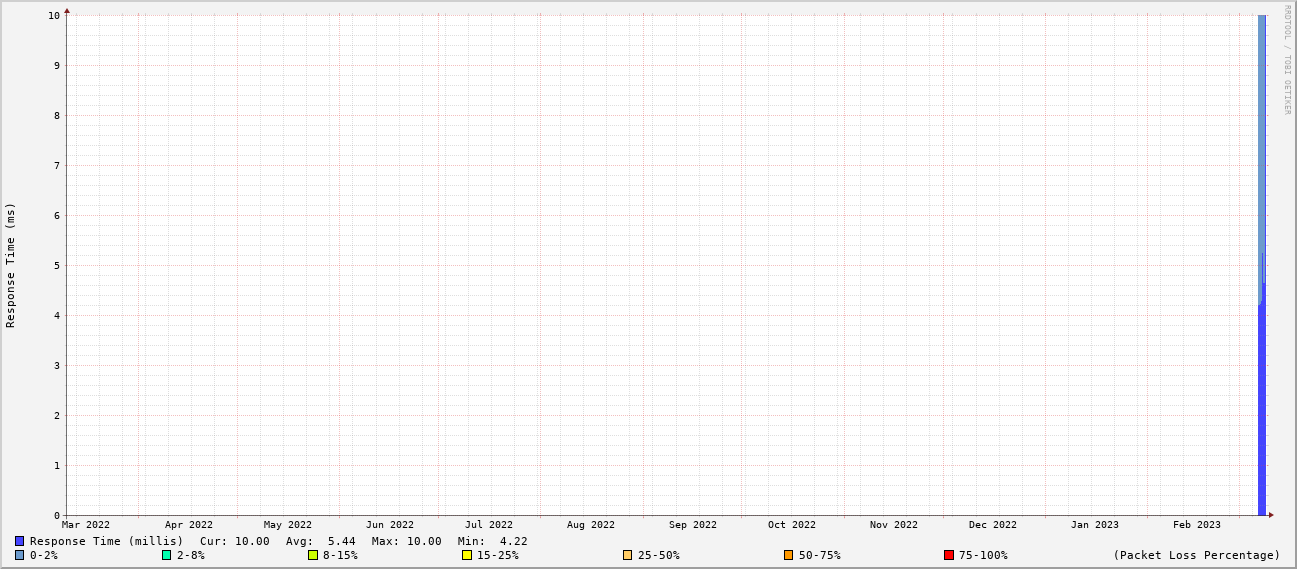 RRDTOOL / TOBI OETIKER
Response Time (ms)
10
9
8
7
6
5
4
3
2
1
0
Mar 2022 Apr 2022 May 2022 Jun 2022 Jul 2022 Aug 2022 Sep 2022 Oct 2022 Nov 2022 Dec 2022 Jan 2023 Feb 2023
Response Time (millis) Cur: 10.00 Avg: 5.44 Max: 10.00 Min: 4.22
0-2% 2-8% 8-15% 15-25% 25-50% 50-75% 75-100% (Packet Loss Percentage)